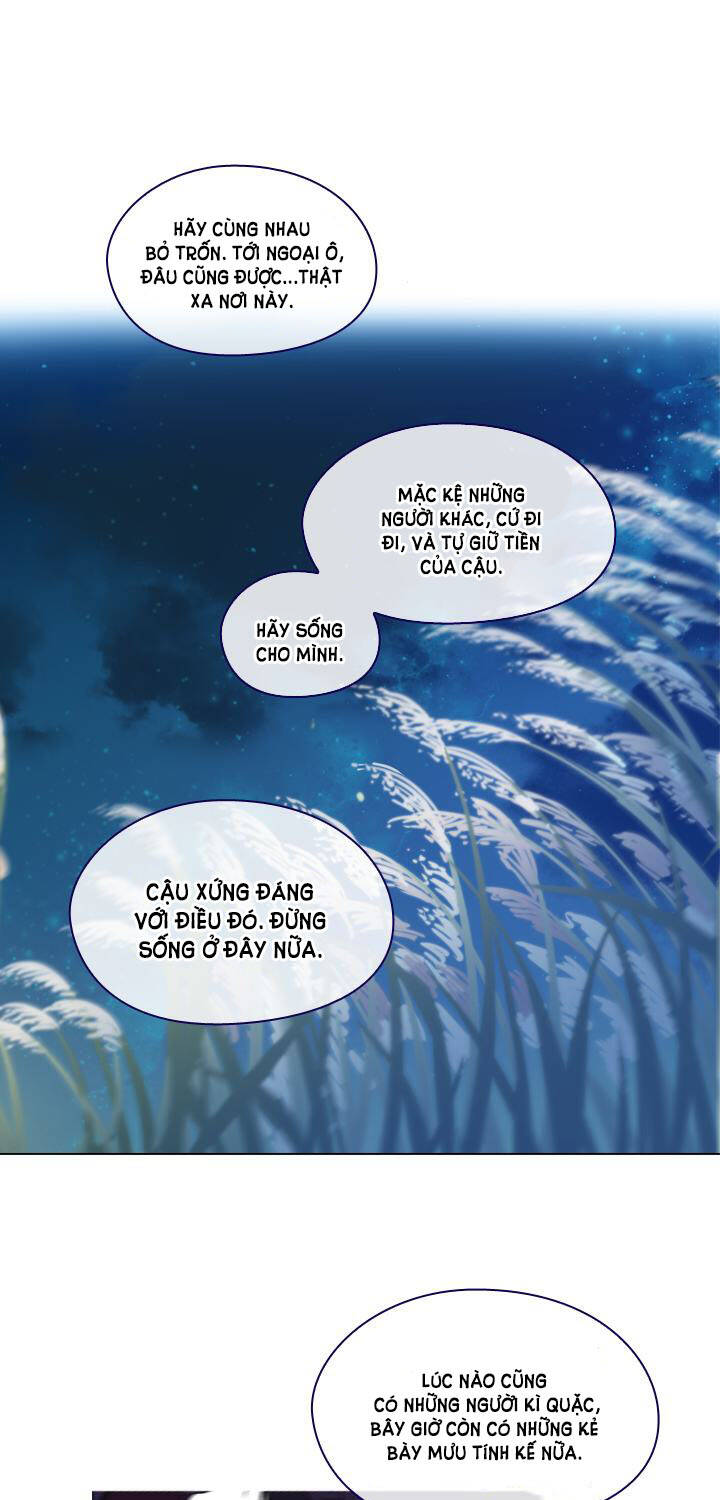 HÃY CÙNG NHAU
BỎ TRỐN. TỚI NGOẠI Ô,
ĐÂU CŨNG ĐƯỢC...THẬT
XA NƠI NÀY.
MẶC KỆ NHỮNG
NGƯỜI KHÁC, CỨ ĐI
ĐI, VÀ TỰ GIỮ TIỀN
CỦA CẬU.
HÃY SỐNG
CHO MÌNH.
CẬU XỨNG ĐÁNG
VỚI ĐIỀU ĐÓ. ĐỪNG
SỐNG Ở ĐÂY NỮA.
LÚC NÀO CŨNG
CÓ NHỮNG NGƯỜI KÌ QUẶC,
BÂY GIỜ CÒN CÓ NHỮNG KẺ
BÀY MƯU TÍNH KẾ NỮA.